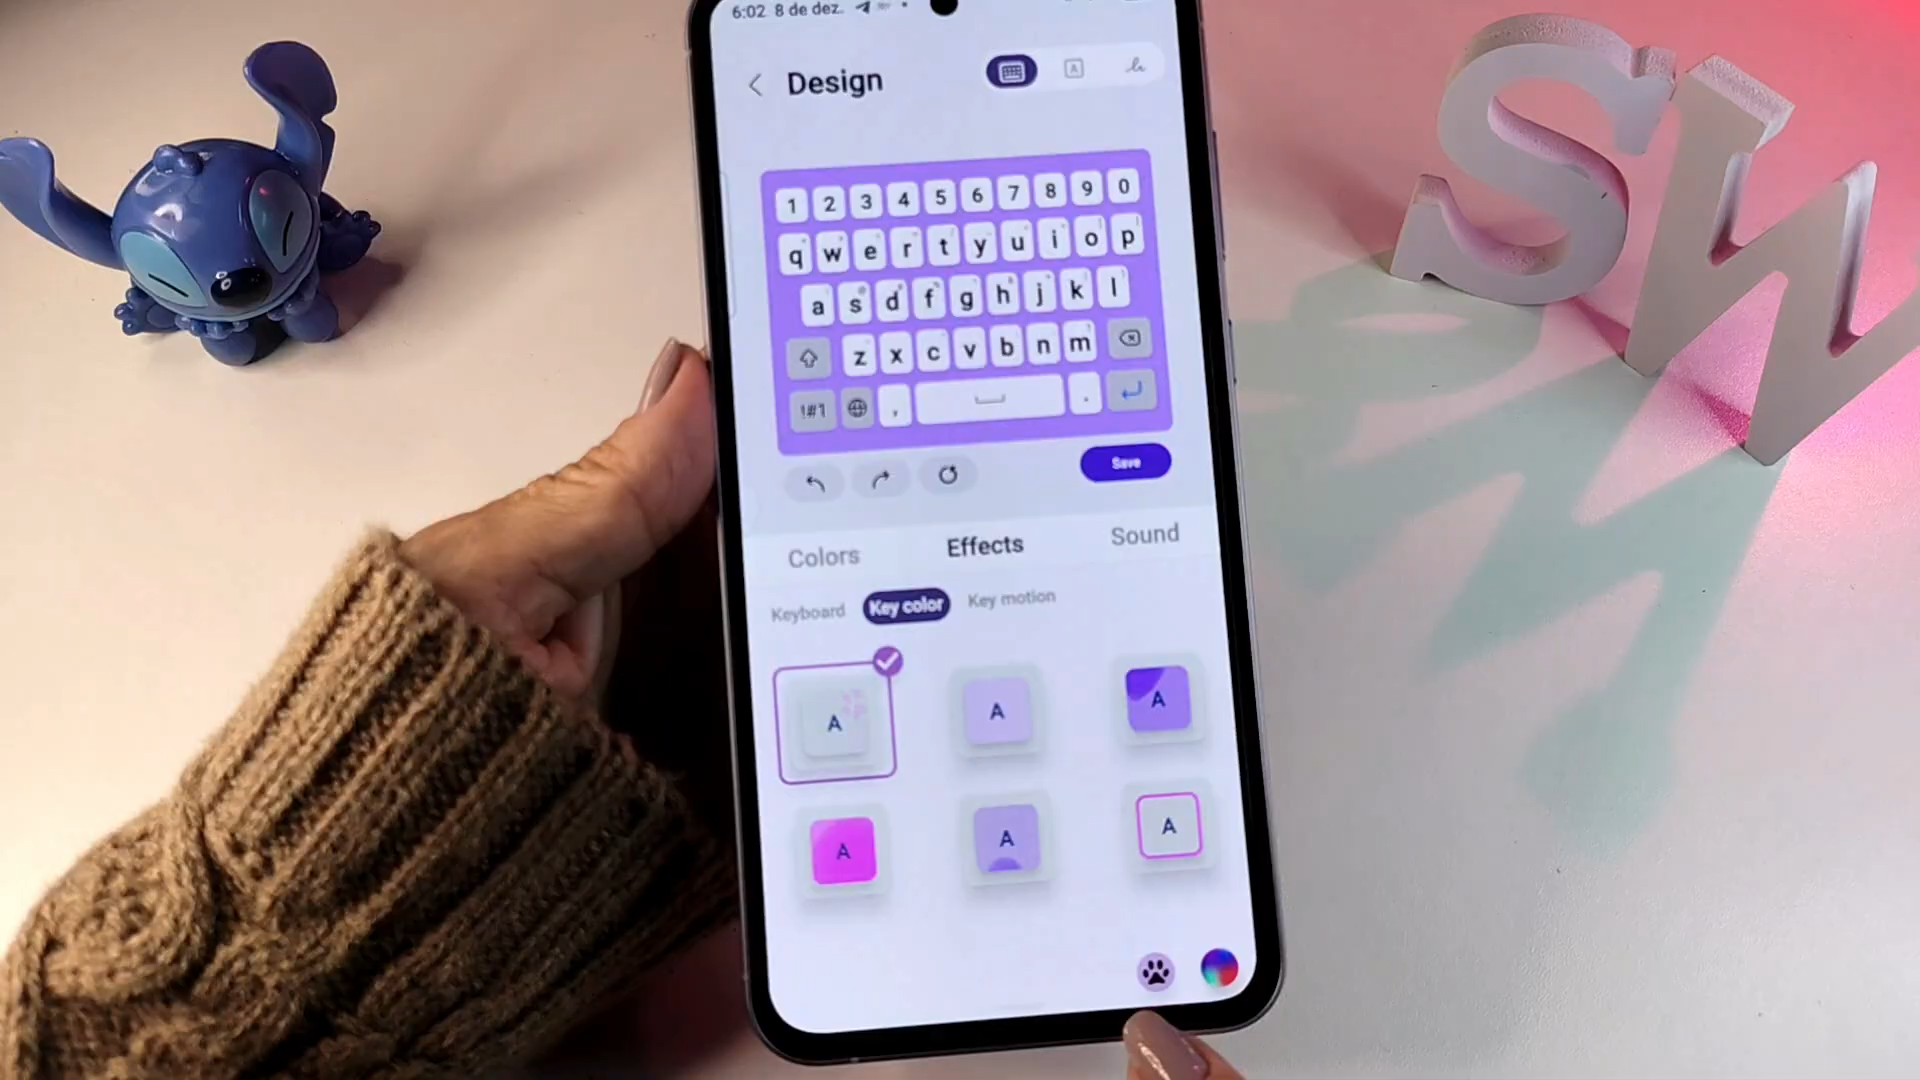 6:02 8 de dez.
Design
A
1 2 3 4 5 6 7 8 9 0
q w e r t y u i o p
a s d f g h j k l
z x c v b n m
!#1 , .
Save
Colors Effects Sound
Keyboard Key color Key motion
A A A
A A A
SW